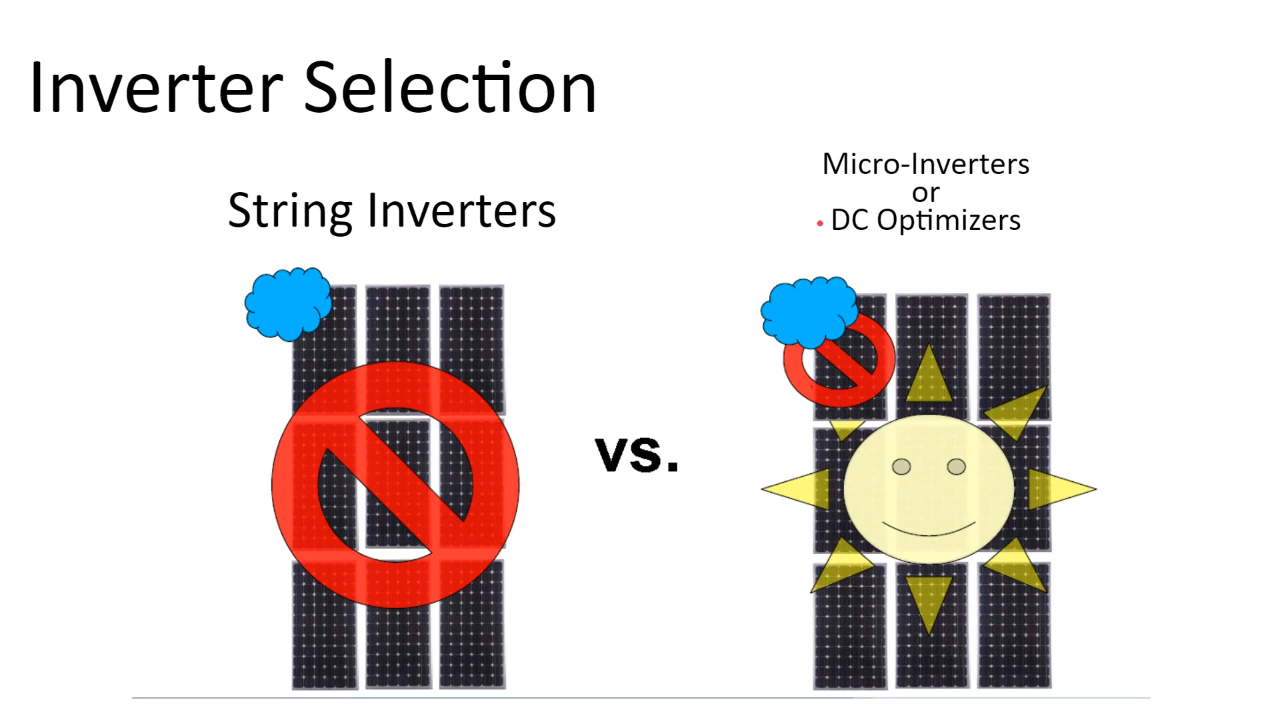 Inverter Selection
String Inverters
Micro-Inverters
or
• DC Optimizers
vs.